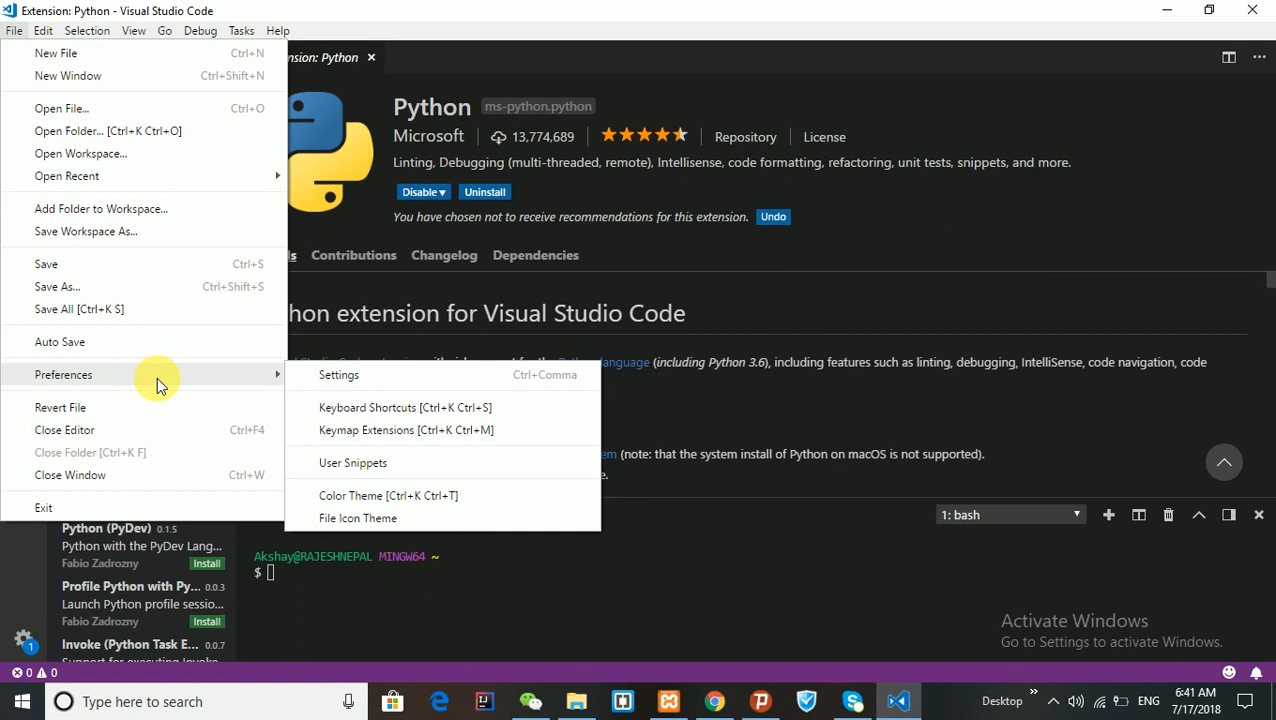 Extension: Python - Visual Studio Code
File Edit Selection View Go Debug Tasks Help
New File Ctrl+N
New Window Ctrl+Shift+N
Open File... Ctrl+O
Open Folder... [Ctrl+K Ctrl+O]
Open Workspace...
Open Recent
Add Folder to Workspace...
Save Workspace As...
Save Ctrl+S
Save As... Ctrl+Shift+S
Save All [Ctrl+K S]
Auto Save
Preferences
Revert File
Close Editor Ctrl+F4
Close Folder [Ctrl+K F]
Close Window Ctrl+W
Exit
Settings Ctrl+Comma
Keyboard Shortcuts [Ctrl+K Ctrl+S]
Keymap Extensions [Ctrl+K Ctrl+M]
User Snippets
Color Theme [Ctrl+K Ctrl+T]
File Icon Theme
ension: Python
Python ms-python.python
Microsoft 13,774,689 Repository License
Linting, Debugging (multi-threaded, remote), Intellisense, code formatting, refactoring, unit tests, snippets, and more.
Disable Uninstall
You have chosen not to receive recommendations for this extension. Undo
ls Contributions Changelog Dependencies
hon extension for Visual Studio Code
language (including Python 3.6), including features such as linting, debugging, IntelliSense, code navigation, code
em (note: that the system install of Python on macOS is not supported).
e.
Python (PyDev) 0.1.5
Python with the PyDev Lang...
Fabio Zadrozny Install
Profile Python with Py... 0.0.3
Launch Python profile sessio...
Fabio Zadrozny Install
Invoke (Python Task E... 0.0.7
1: bash
Akshay@RAJESHNEPAL MINGW64 ~
$
Activate Windows
Go to Settings to activate Windows.
1
0 0
Type here to search
Desktop
ENG
6:41 AM
7/17/2018